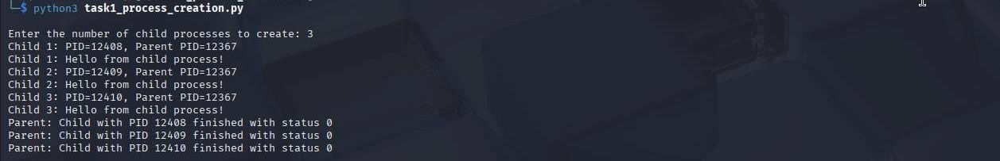 └─$ python3 task1_process_creation.py
Enter the number of child processes to create: 3
Child 1: PID=12408, Parent PID=12367
Child 1: Hello from child process!
Child 2: PID=12409, Parent PID=12367
Child 2: Hello from child process!
Child 3: PID=12410, Parent PID=12367
Child 3: Hello from child process!
Parent: Child with PID 12408 finished with status 0
Parent: Child with PID 12409 finished with status 0
Parent: Child with PID 12410 finished with status 0